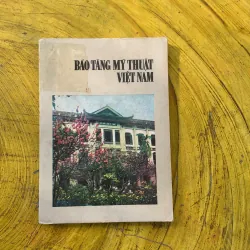 BẢO TÀNG MỸ THUẬT
VIỆT NAM